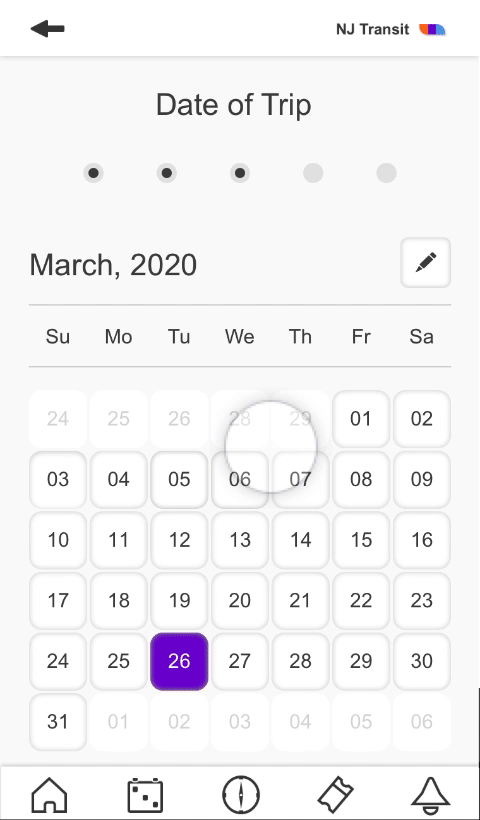 NJ Transit
Date of Trip
March, 2020
Su Mo Tu We Th Fr Sa
24 25 26 28 29 01 02
03 04 05 06 07 08 09
10 11 12 13 14 15 16
17 18 19 20 21 22 23
24 25 26 27 28 29 30
31 01 02 03 04 05 06